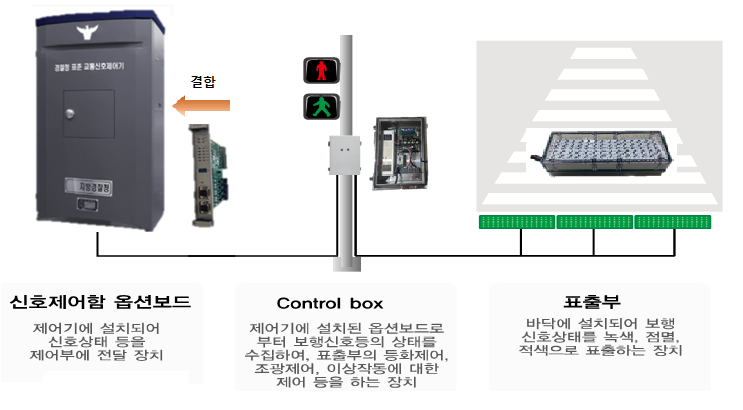 결합
경찰청 표준 교통신호제어기
지방경찰청
신호제어함 옵션보드
제어기에 설치되어
신호상태 등을
제어부에 전달 장치
Control box
제어기에 설치된 옵션보드로
부터 보행신호등의 상태를
수집하여, 표출부의 등화제어,
조광제어, 이상작동에 대한
제어 등을 하는 장치
표출부
바닥에 설치되어 보행
신호상태를 녹색, 점멸,
적색으로 표출하는 장치